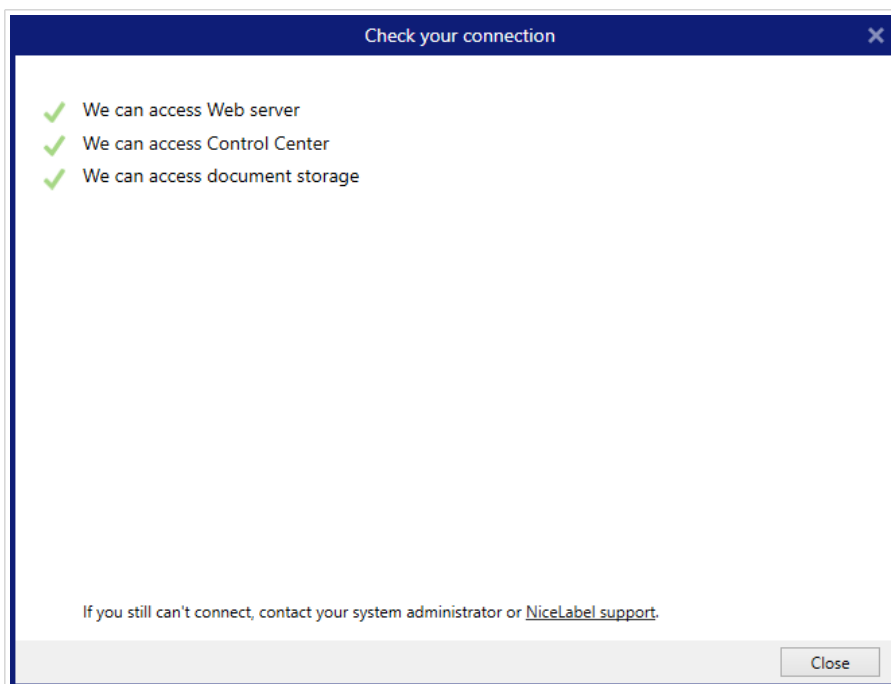 Check your connection
We can access Web server
We can access Control Center
We can access document storage
If you still can't connect, contact your system administrator or NiceLabel support.
Close